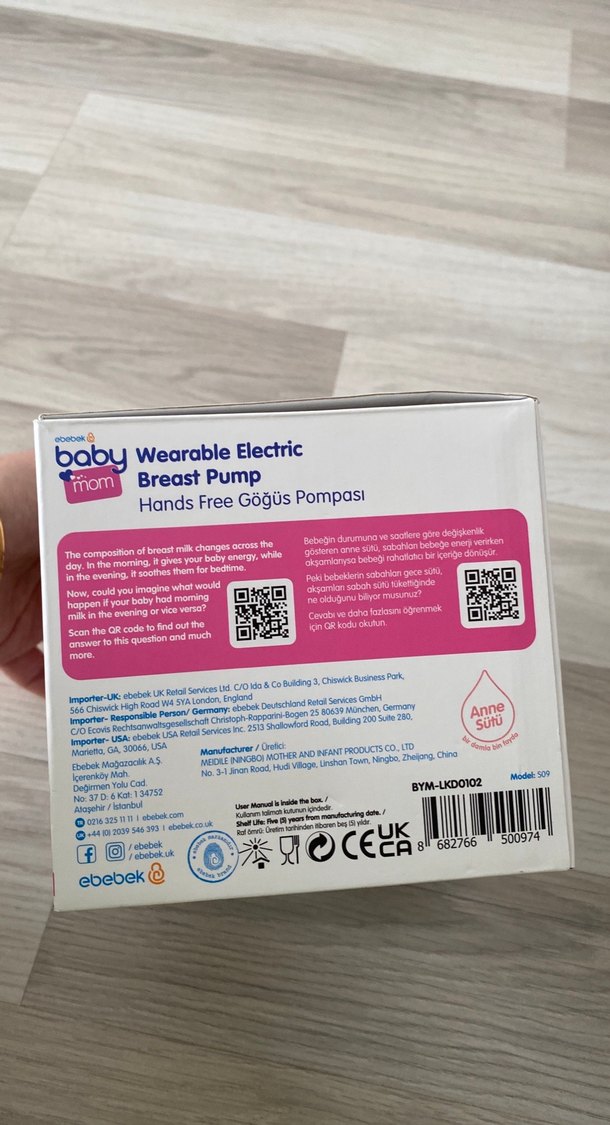 ebebek
baby
mom
Wearable Electric
Breast Pump
Hands Free Göğüs Pompası
The composition of breast milk changes across the
day. In the morning, it gives your baby energy, while
in the evening, it soothes them for bedtime.
Now, could you imagine what would
happen if your baby had morning
milk in the evening or vice versa?
Scan the QR code to find out the
answer to this question and much
more.
Bebeğin durumuna ve saatlere göre değişkenlik
gösteren anne sütü, sabahları bebeğe enerji verirken
akşamlarıysa bebeği rahatlatıcı bir içeriğe dönüşür.
Peki bebeklerin sabahları gece sütü,
akşamları sabah sütü tükettiğinde
ne olduğunu biliyor musunuz?
Cevabı ve daha fazlasını öğrenmek
için QR kodu okutun.
Importer-UK: ebebek UK Retail Services Ltd. C/O Ida & Co Building 3, Chiswick Business Park,
566 Chiswick High Road W4 5YA London, England
Importer- Responsible Person/ Germany: ebebek Deutschland Retail Services GmbH
C/O Ecovis Rechtsanwaltsgesellschaft Christoph-Rapparini-Bogen 25 80639 München, Germany
Importer- USA: ebebek USA Retail Services Inc. 2513 Shallowford Road, Building 200 Suite 280,
Marietta, GA, 30066, USA
Anne
Sütü
bir damla bin fayda
Ebebek Mağazacılık A.Ş.
İçerenköy Mah.
Değirmen Yolu Cad.
No: 37 D: 6 Kat: 1 34752
Ataşehir / İstanbul
Manufacturer / Üretici:
MEIDILE (NINGBO) MOTHER AND INFANT PRODUCTS CO., LTD
No. 3-1 Jinan Road, Hudi Village, Linshan Town, Ningbo, Zheijang, China
BYM-LKD0102
Model: S09
TR 0216 325 11 11 | ebebek.com
UK +44 (0) 2039 546 393 | ebebek.co.uk
/ ebebek
/ ebebek.uk
ebebek
User Manual is inside the box. /
Kullanım talimatı kutunun içindedir.
Shelf Life: Five (5) years from manufacturing date. /
Raf ömrü: Üretim tarihinden itibaren beş (5) yıldır.
ebebek markasıdır
ebebek brand
CE
UK
CA
8 682766 500974